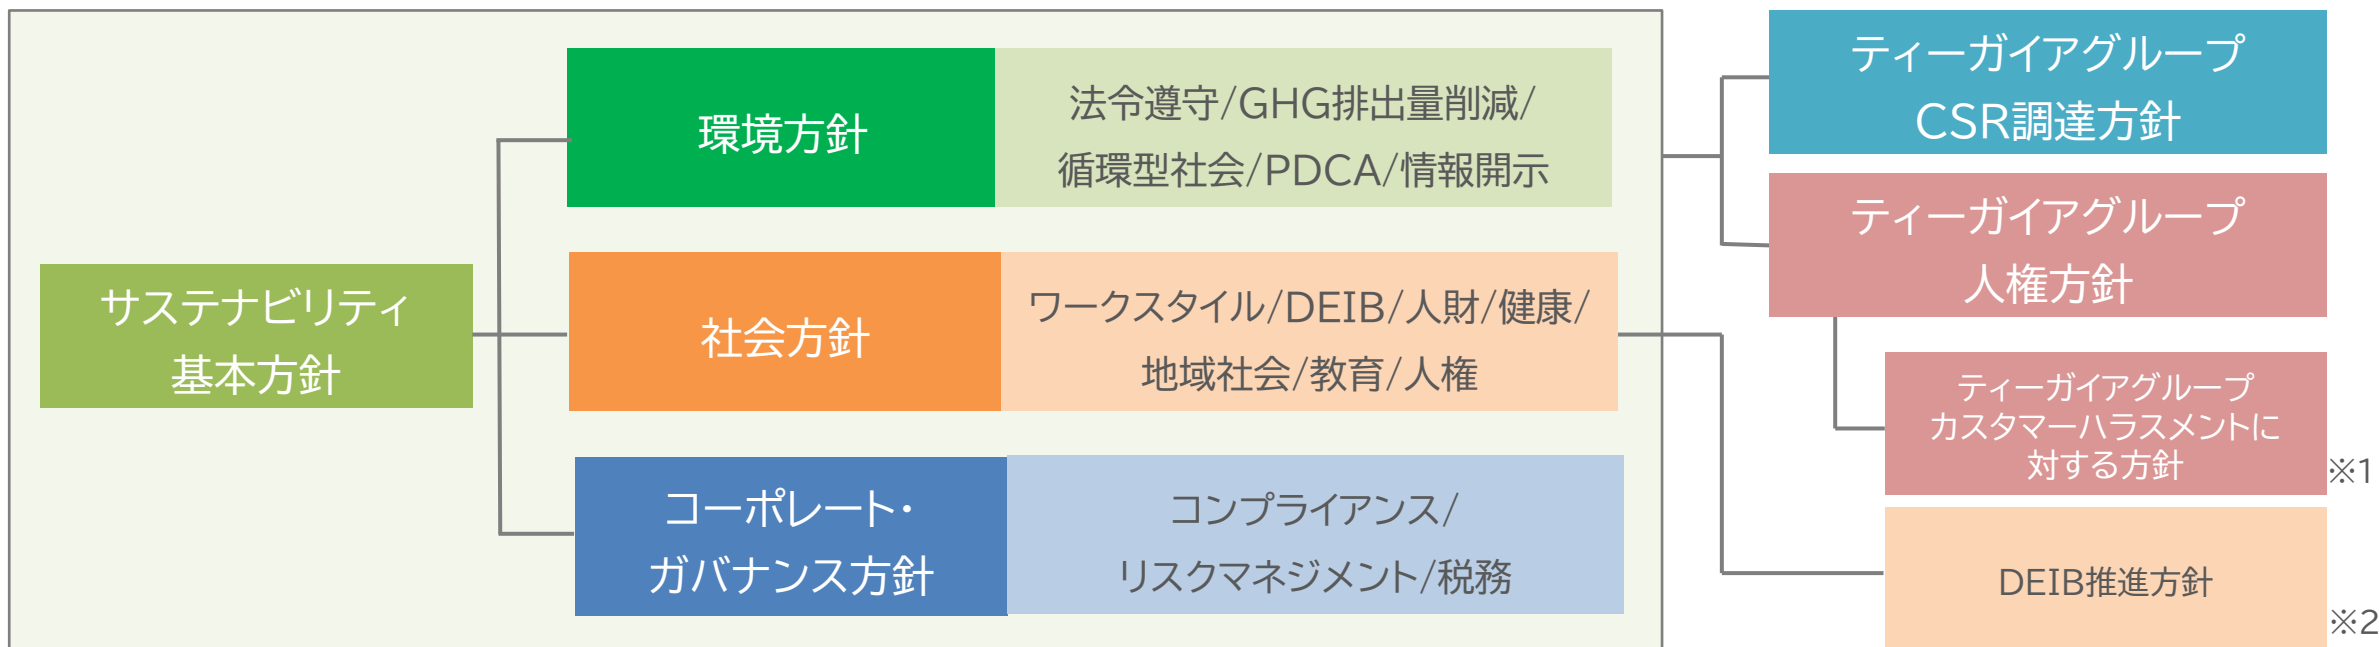 サステナビリティ
基本方針
環境方針
法令遵守/GHG排出量削減/
循環型社会/PDCA/情報開示
社会方針
ワークスタイル/DEIB/人財/健康/
地域社会/教育/人権
コーポレート・
ガバナンス方針
コンプライアンス/
リスクマネジメント/税務
ティーガイアグループ
CSR調達方針
ティーガイアグループ
人権方針
ティーガイアグループ
カスタマーハラスメントに
対する方針
※1
DEIB推進方針
※2